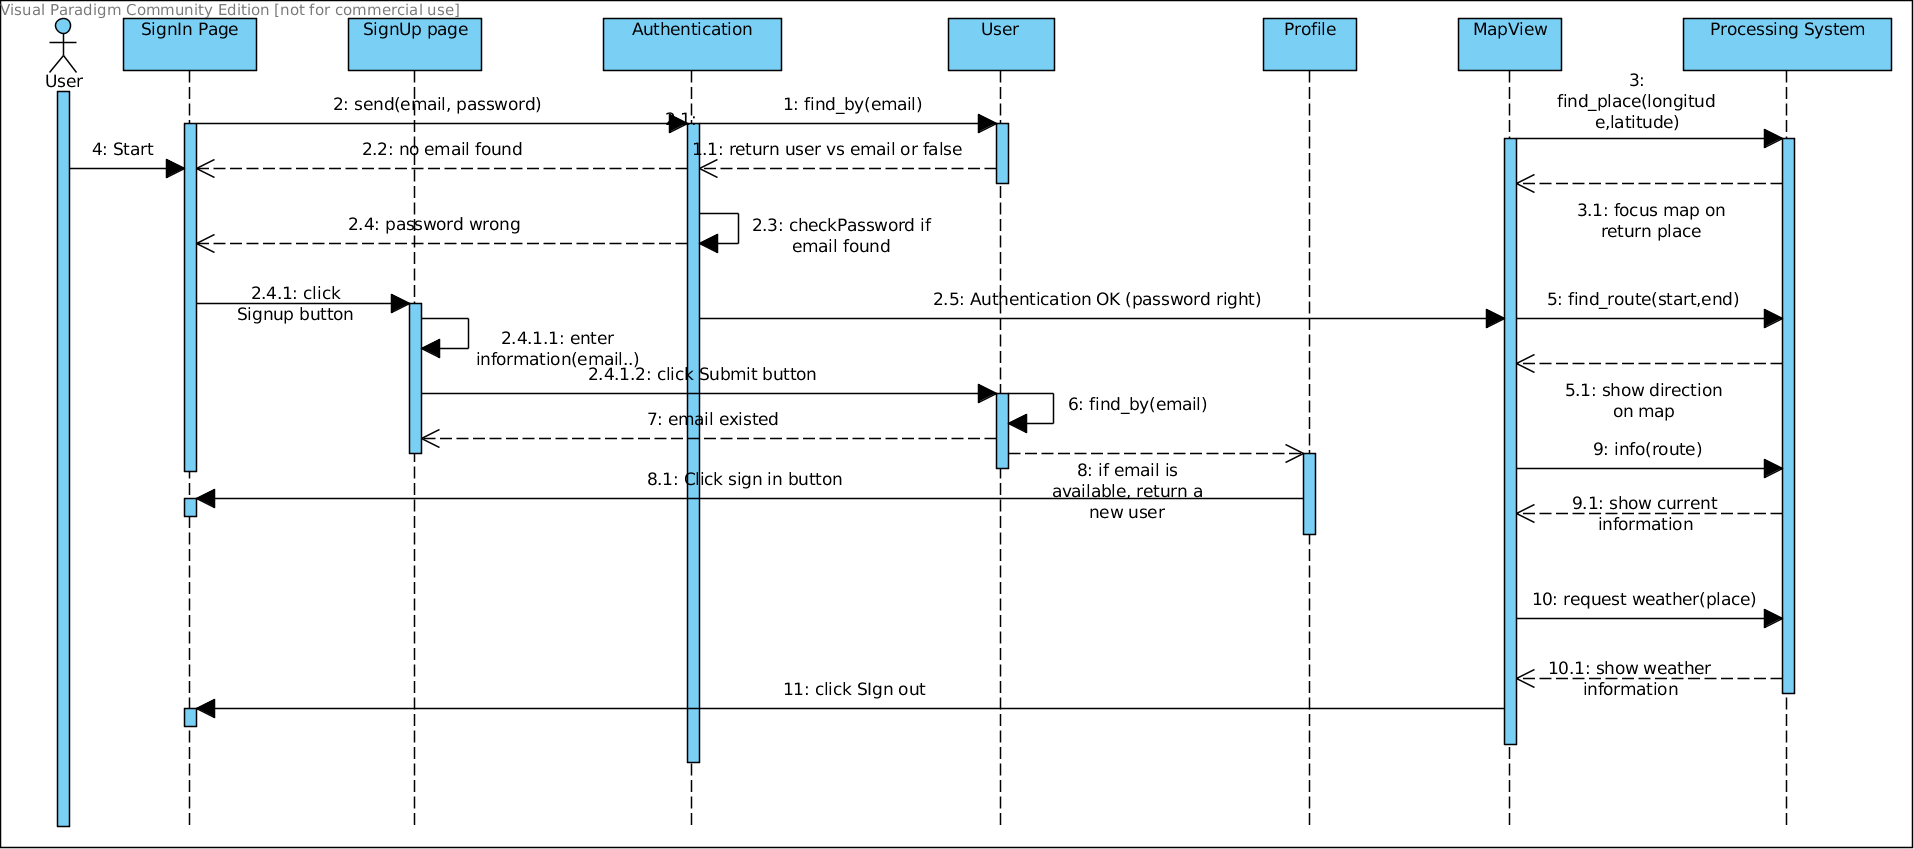 Visual Paradigm Community Edition [not for commercial use]
SignIn Page
SignUp page
Authentication
User
Profile
MapView
Processing System
User
3:
find_place(longitud
e,latitude)
2: send(email, password)
2.1:
1: find_by(email)
4: Start
2.2: no email found
1.1: return user vs email or false
3.1: focus map on
return place
2.4: password wrong
2.3: checkPassword if
email found
2.4.1: click
Signup button
2.5: Authentication OK (password right)
5: find_route(start,end)
2.4.1.1: enter
information(email..)
2.4.1.2: click Submit button
5.1: show direction
on map
6: find_by(email)
7: email existed
9: info(route)
8: if email is
available, return a
new user
8.1: Click sign in button
9.1: show current
information
10: request weather(place)
10.1: show weather
information
11: click SIgn out